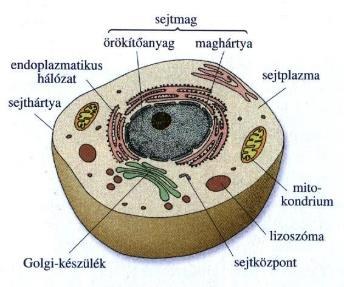 sejtmag
örökítőanyag
maghártya
endoplazmatikus
hálózat
sejtplazma
sejthártya
mito-
kondrium
lizoszóma
Golgi-készülék
sejtközpont